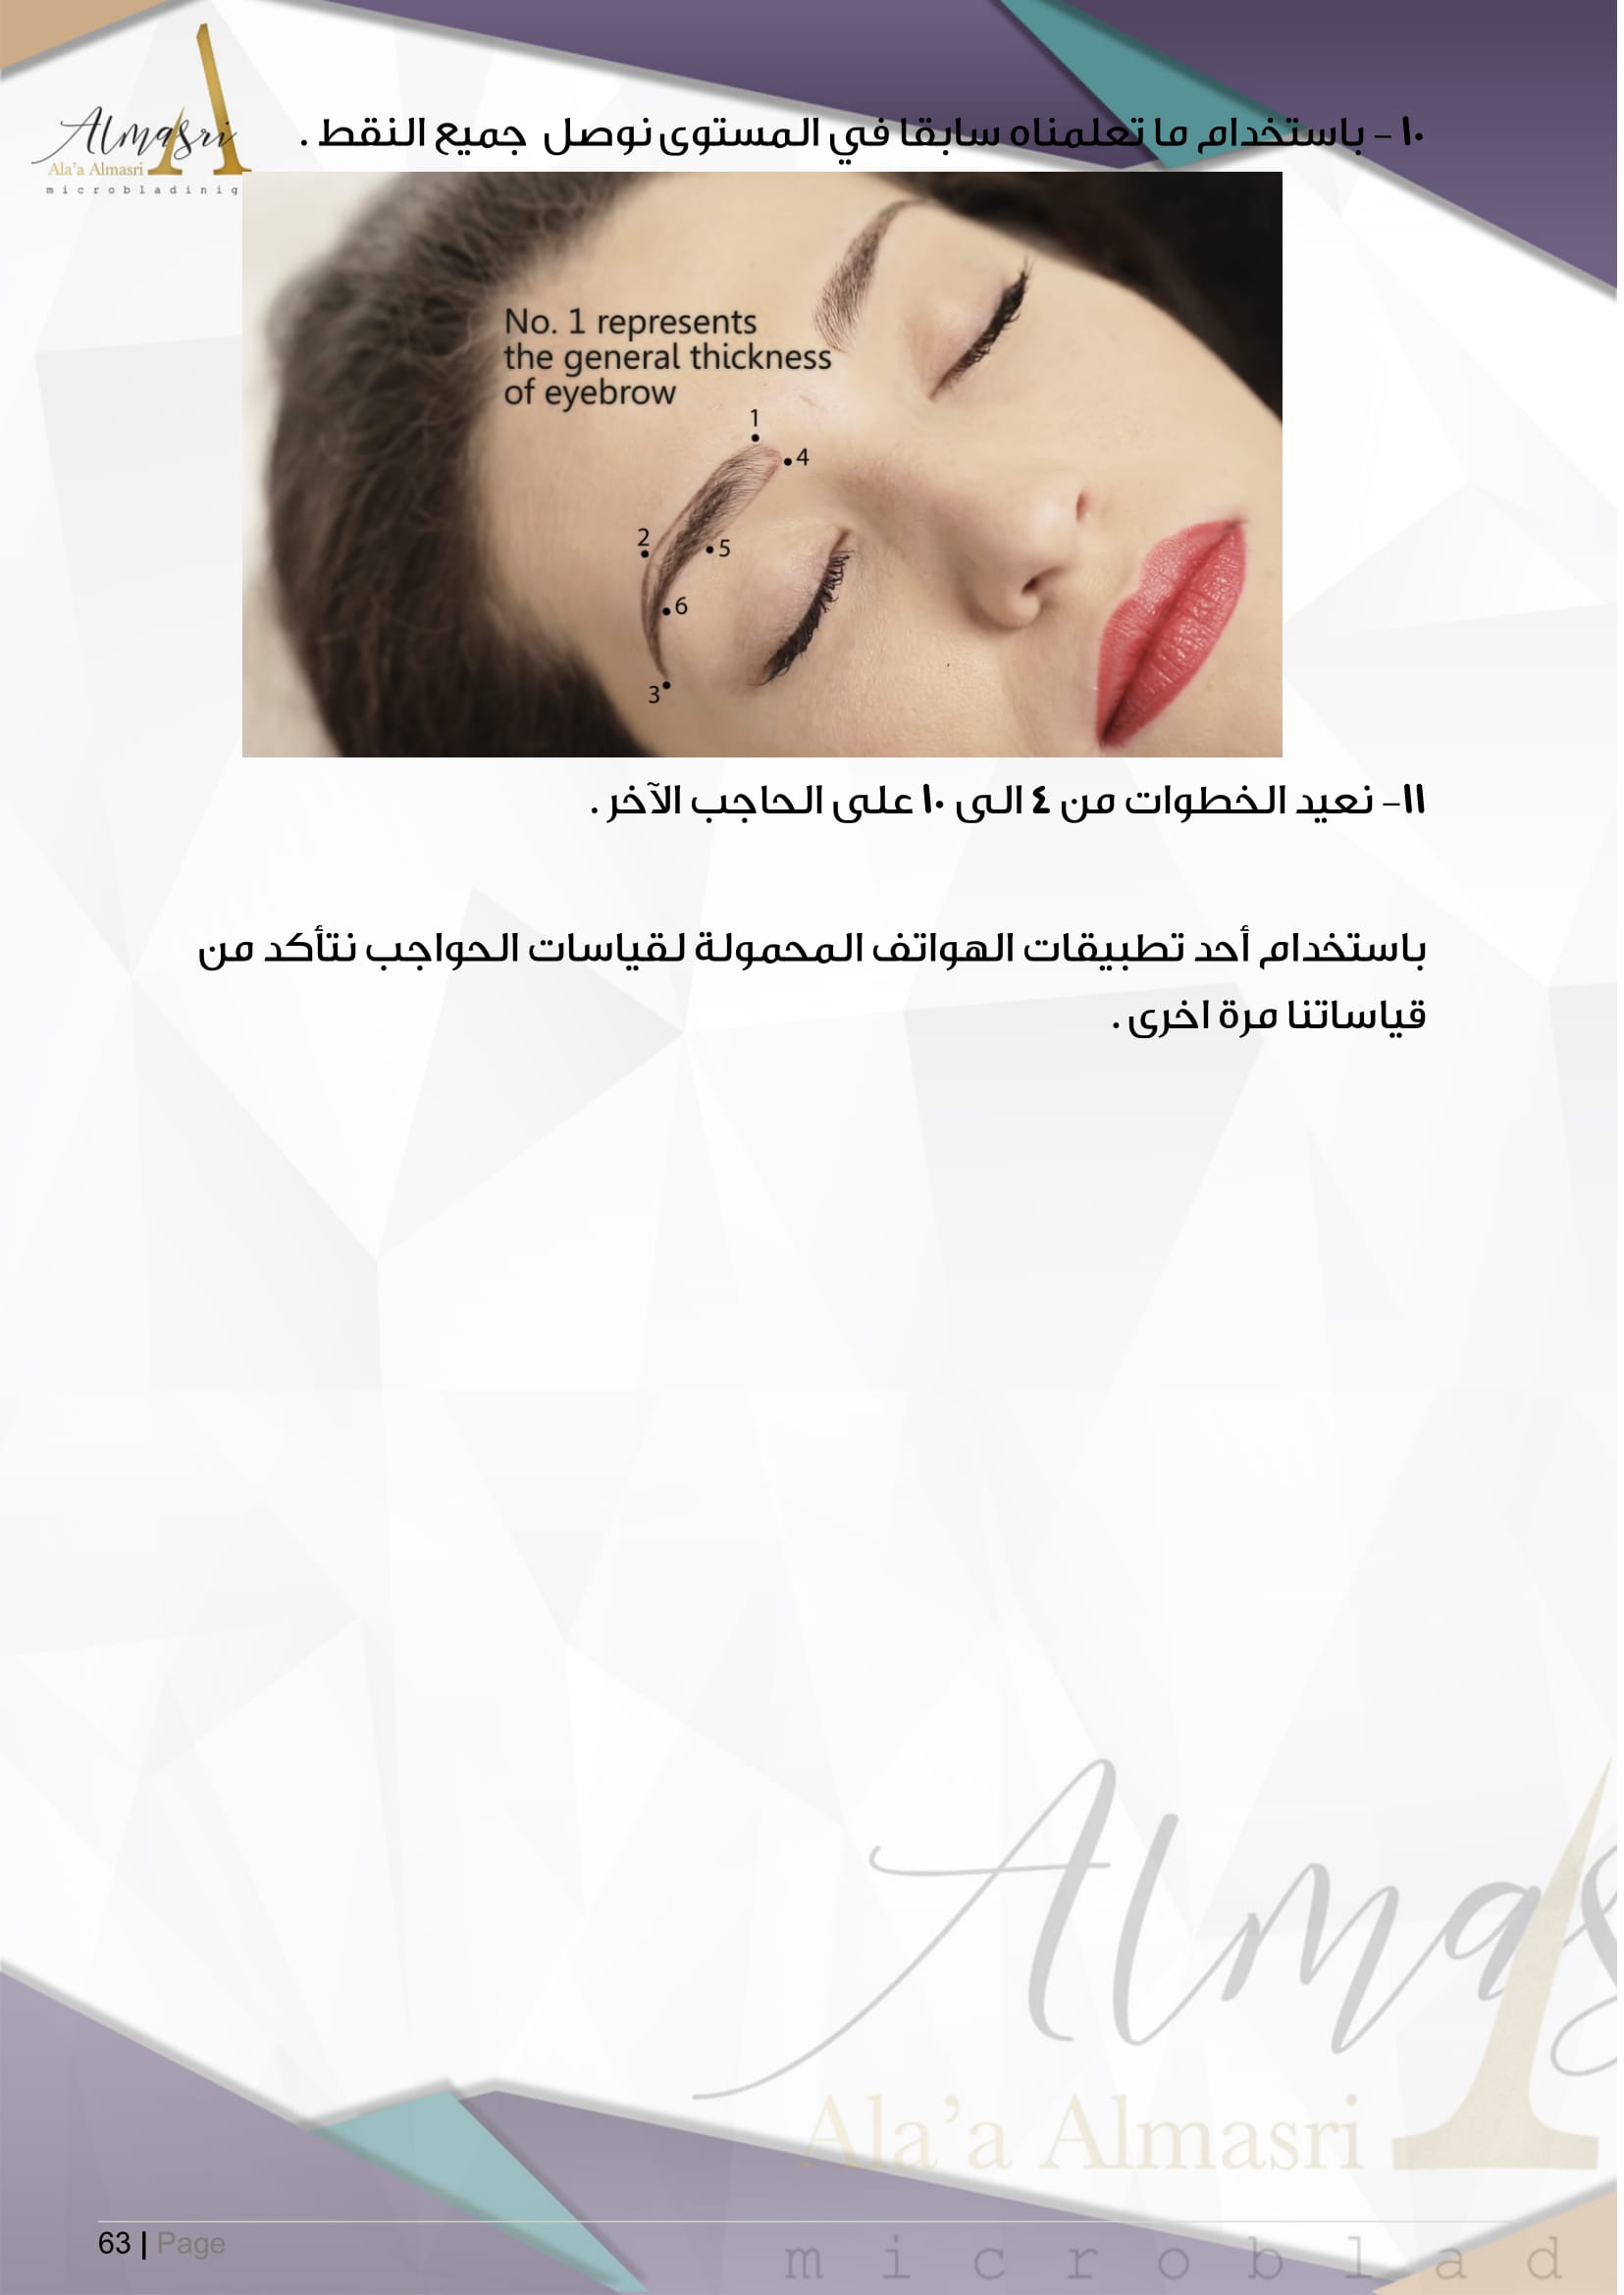 Almasri
Ala'a Almasri
microbladinig
١٠ – باستخدام ما تعلمناه سابقا في المستوى نوصل جميع النقط .
No. 1 represents
the general thickness
of eyebrow
1
4
2
5
6
3
١١– نعيد الخطوات من ٤ الى ١٠ على الحاجب الآخر .
باستخدام أحد تطبيقات الهواتف المحمولة لقياسات الحواجب نتأكد من
قياساتنا مرة اخرى .
Almas
Ala'a Almasri
microblad
63 | Page